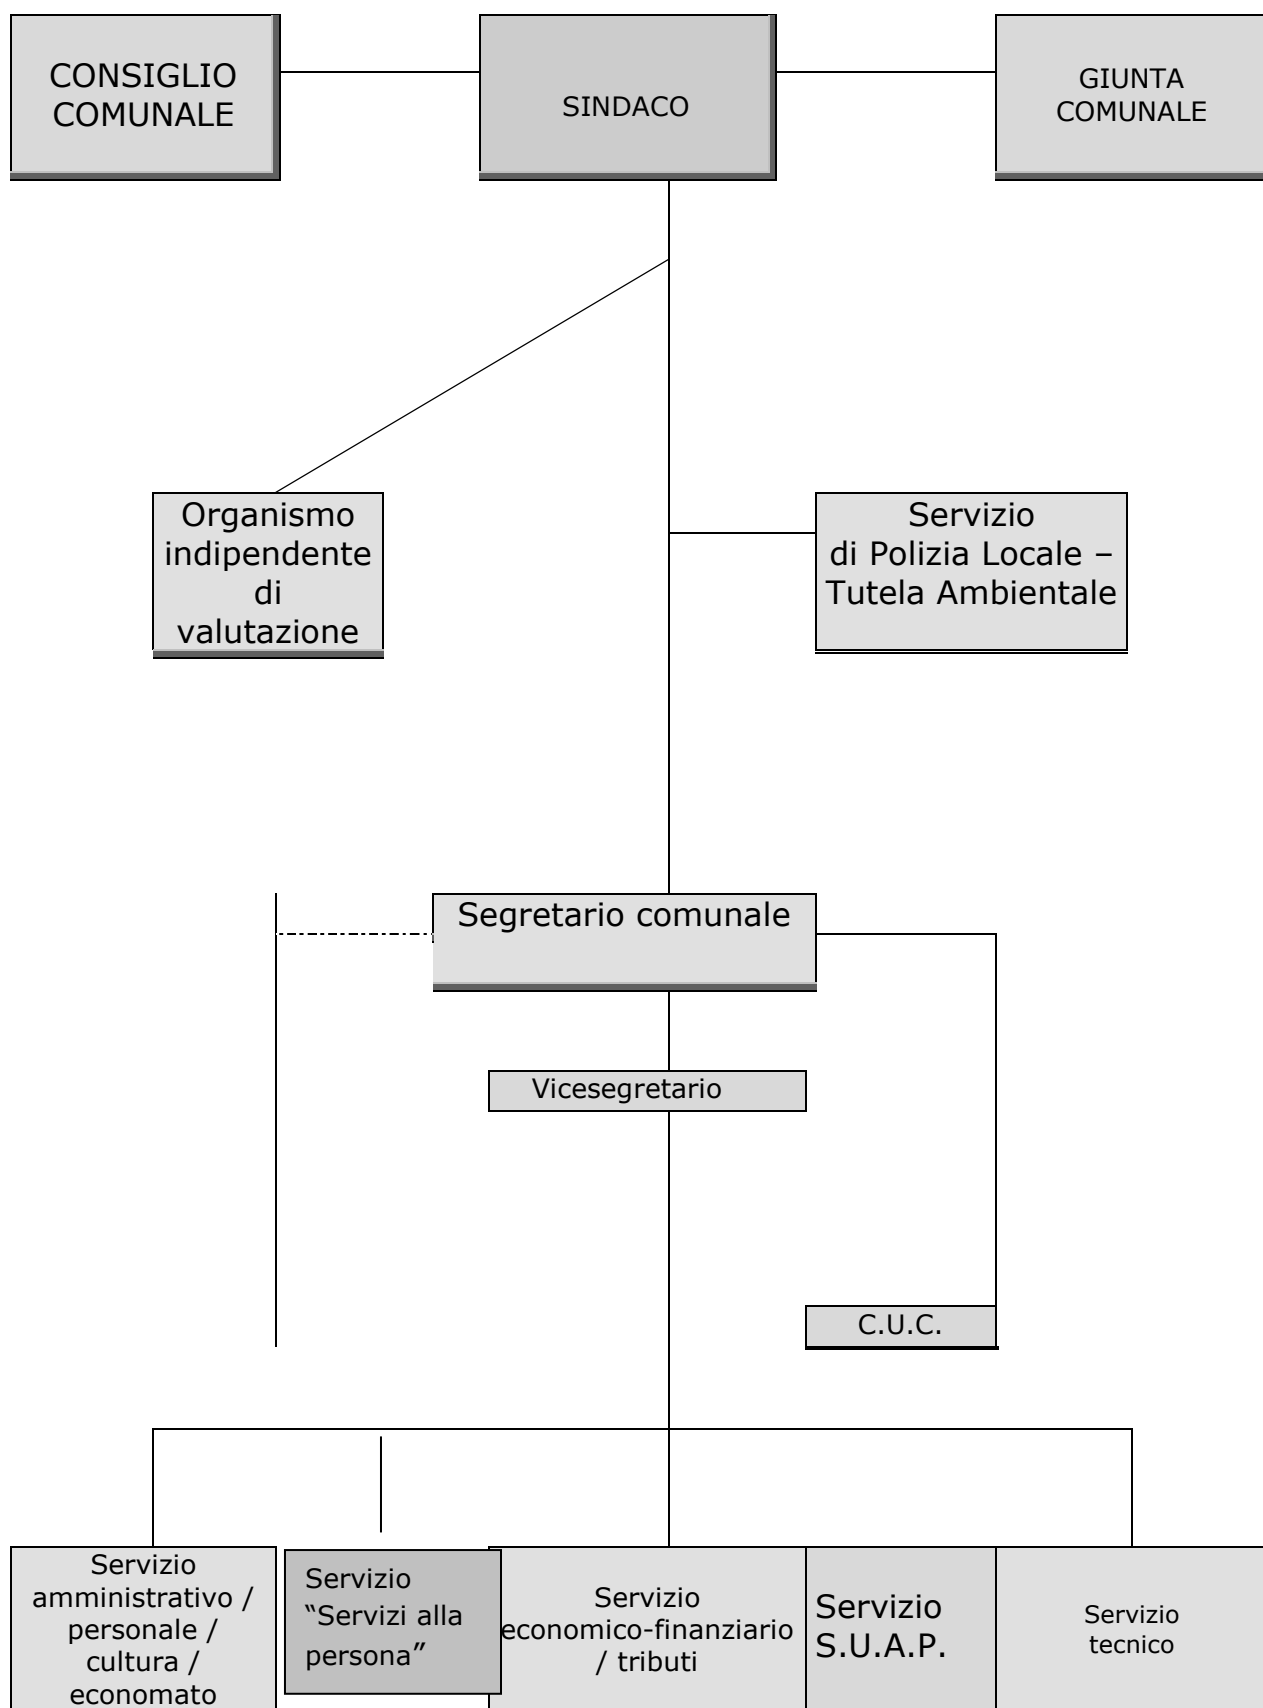 CONSIGLIO
COMUNALE
SINDACO
GIUNTA
COMUNALE
Organismo
indipendente
di
valutazione
Servizio
di Polizia Locale –
Tutela Ambientale
Segretario comunale
Vicesegretario
C.U.C.
Servizio
amministrativo /
personale /
cultura /
economato
Servizio
“Servizi alla
persona”
Servizio
economico-finanziario
/ tributi
Servizio
S.U.A.P.
Servizio
tecnico